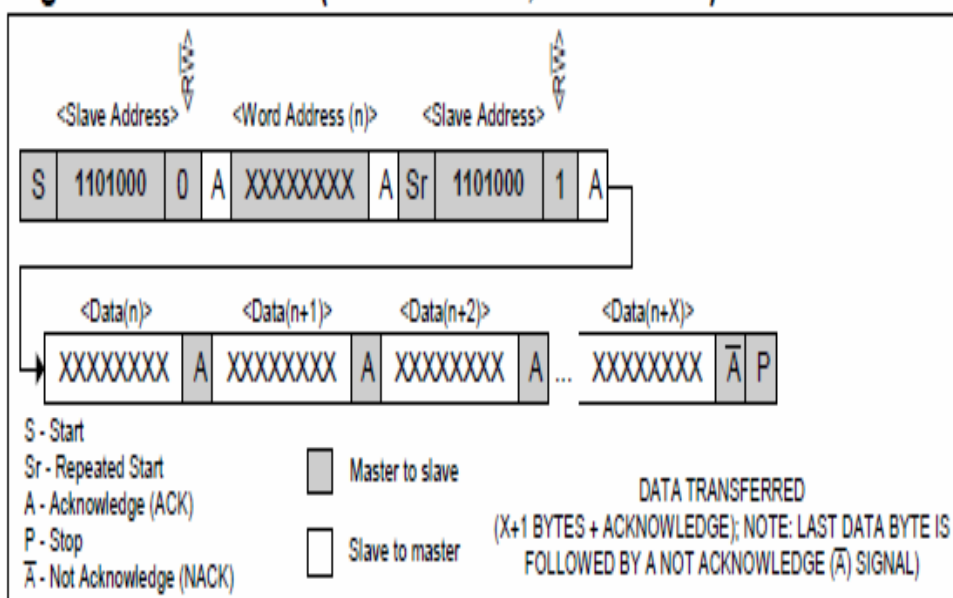 <R/W> <R/W>
<Slave Address> <Word Address (n)> <Slave Address>
S 1101000 0 A XXXXXXXX A Sr 1101000 1 A
<Data(n)> <Data(n+1)> <Data(n+2)> <Data(n+X)>
XXXXXXXX A XXXXXXXX A XXXXXXXX A ... XXXXXXXX A̅ P
S - Start
Sr - Repeated Start
A - Acknowledge (ACK)
P - Stop
A̅ - Not Acknowledge (NACK)
Master to slave
Slave to master
DATA TRANSFERRED
(X+1 BYTES + ACKNOWLEDGE); NOTE: LAST DATA BYTE IS
FOLLOWED BY A NOT ACKNOWLEDGE (A̅) SIGNAL)